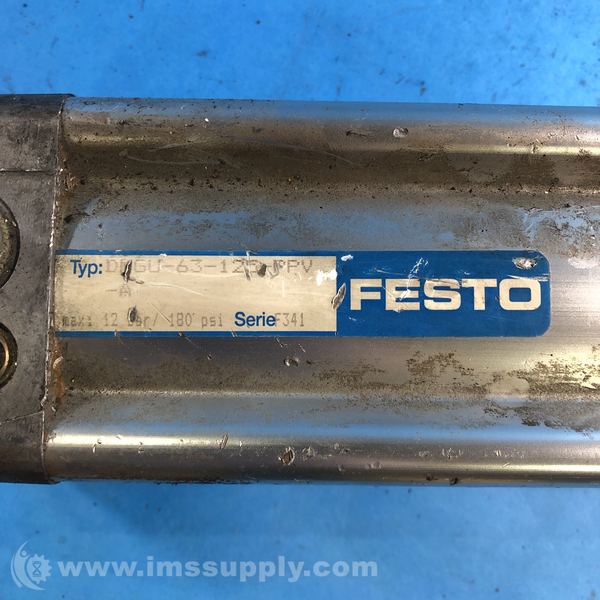 Typ:
A
FESTO
max: 12 bar/ 180 psi Serie F341
www.imssupply.com